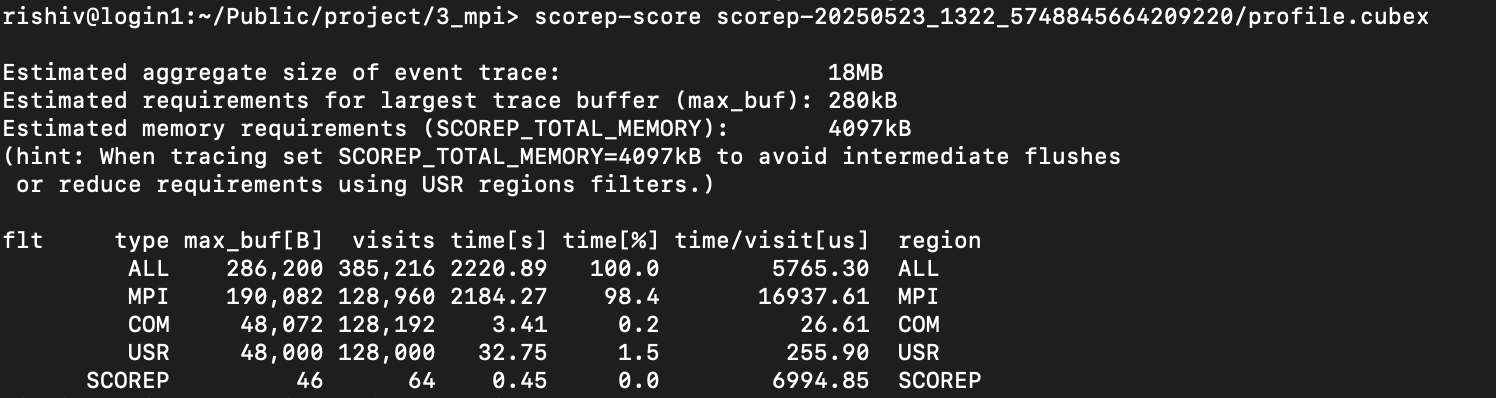 rishiv@login1:~/Public/project/3_mpi> scorep-score scorep-20250523_1322_5748845664209220/profile.cubex
Estimated aggregate size of event trace:                   18MB
Estimated requirements for largest trace buffer (max_buf): 280kB
Estimated memory requirements (SCOREP_TOTAL_MEMORY):       4097kB
(hint: When tracing set SCOREP_TOTAL_MEMORY=4097kB to avoid intermediate flushes
 or reduce requirements using USR regions filters.)
flt     type max_buf[B]  visits time[s] time[%] time/visit[us]  region
         ALL    286,200 385,216 2220.89   100.0        5765.30  ALL
         MPI    190,082 128,960 2184.27    98.4       16937.61  MPI
         COM     48,072 128,192    3.41     0.2          26.61  COM
         USR     48,000 128,000   32.75     1.5         255.90  USR
      SCOREP         46      64    0.45     0.0        6994.85  SCOREP